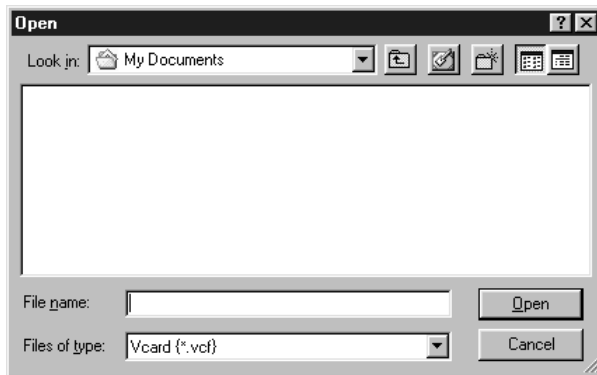 Open
Look in: My Documents
File name: Open
Files of type: Vcard {*.vcf} Cancel